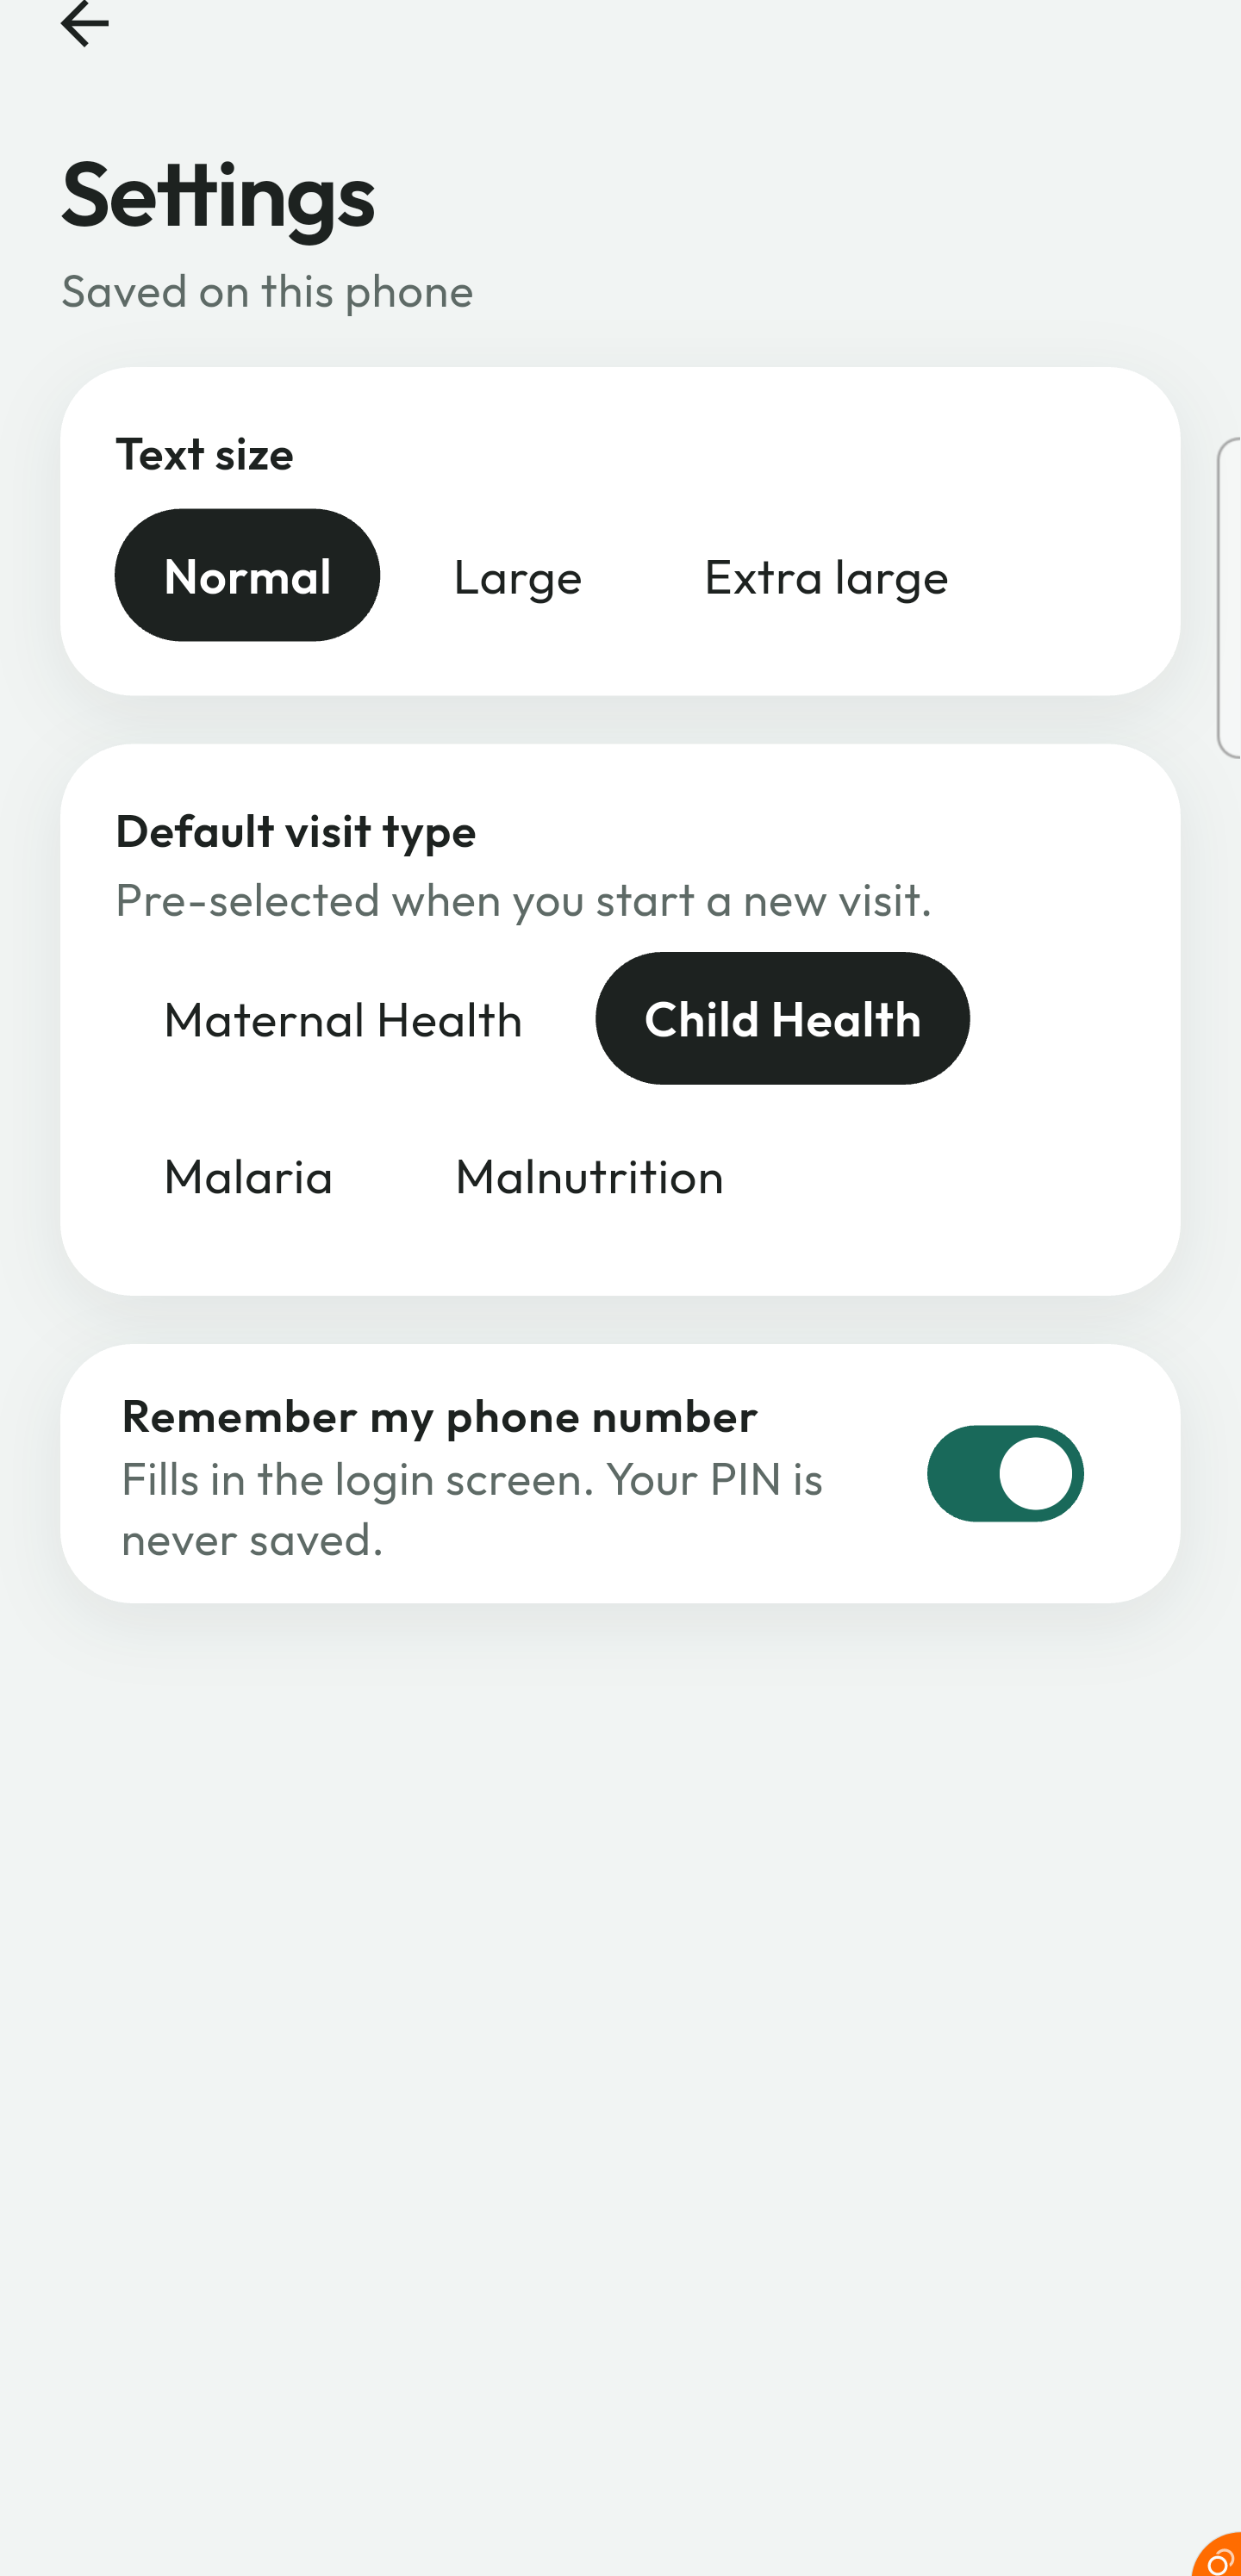 Settings
Saved on this phone
Text size
Normal Large Extra large
Default visit type
Pre-selected when you start a new visit.
Maternal Health Child Health
Malaria Malnutrition
Remember my phone number
Fills in the login screen. Your PIN is
never saved.